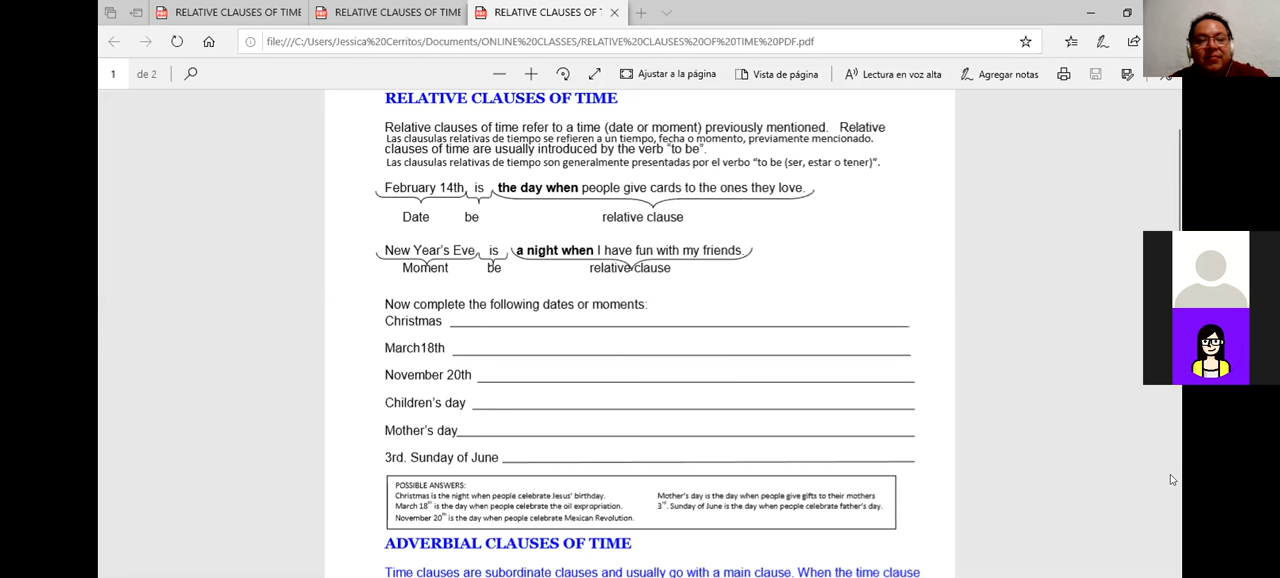 RELATIVE CLAUSES OF TIME
RELATIVE CLAUSES OF TIME
RELATIVE CLAUSES OF T
file:///C:/Users/Jessica%20Cerritos/Documents/ONLINE%20CLASSES/RELATIVE%20CLAUSES%20OF%20TIME%20PDF.pdf
1 de 2
Ajustar a la página
Vista de página
Lectura en voz alta
Agregar notas
RELATIVE CLAUSES OF TIME
Relative clauses of time refer to a time (date or moment) previously mentioned. Relative
Las clausulas relativas de tiempo se refieren a un tiempo, fecha o momento, previamente mencionado.
clauses of time are usually introduced by the verb “to be”.
Las clausulas relativas de tiempo son generalmente presentadas por el verbo “to be (ser, estar o tener)”.
February 14th is the day when people give cards to the ones they love.
Date be relative clause
New Year’s Eve is a night when I have fun with my friends.
Moment be relative clause
Now complete the following dates or moments:
Christmas
March18th
November 20th
Children’s day
Mother’s day
3rd. Sunday of June
POSSIBLE ANSWERS:
Christmas is the night when people celebrate Jesus’ birthday.
March 18th is the day when people celebrate the oil expropriation.
November 20th is the day when people celebrate Mexican Revolution.
Mother’s day is the day when people give gifts to their mothers
3rd. Sunday of June is the day when people celebrate father’s day.
ADVERBIAL CLAUSES OF TIME
Time clauses are subordinate clauses and usually go with a main clause. When the time clause